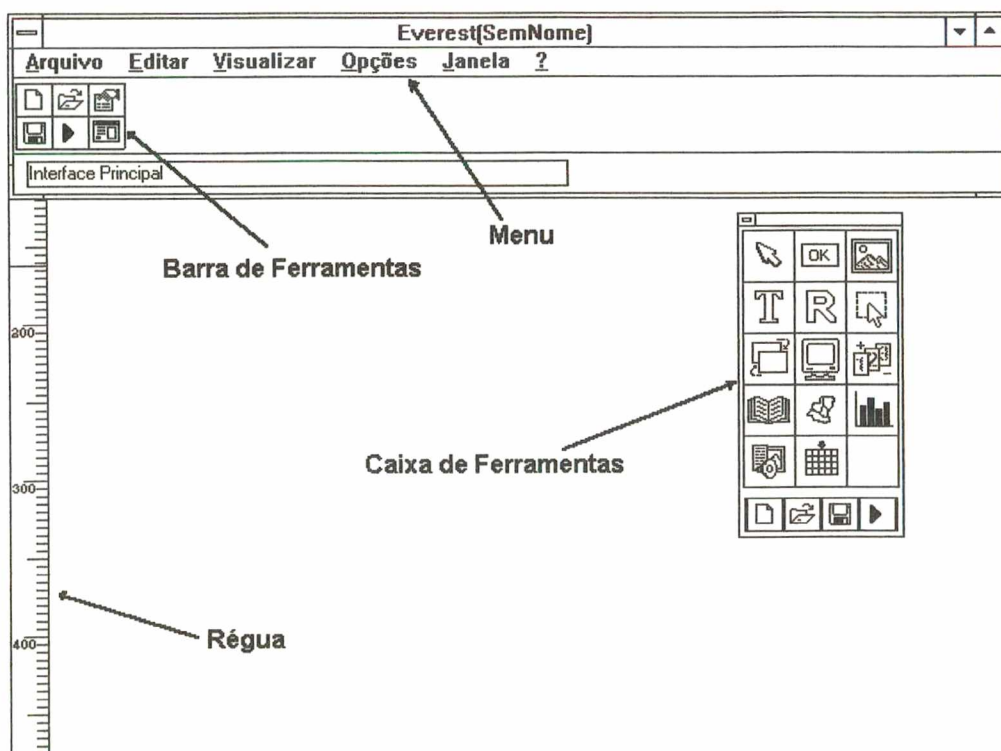 Everest(SemNome)
Arquivo Editar Visualizar Opções Janela ?
Interface Principal
Menu
Barra de Ferramentas
OK
T R
200
Caixa de Ferramentas
300
Régua
400